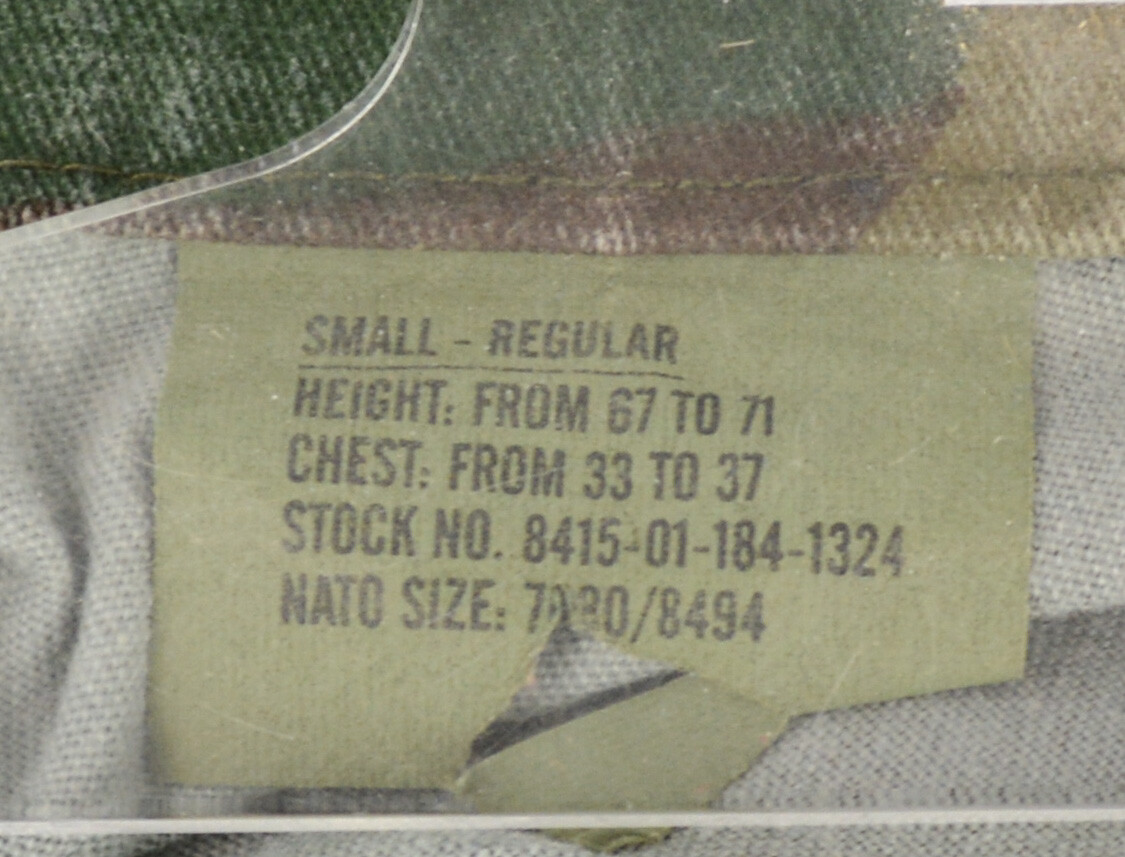 SMALL - REGULAR
HEIGHT: FROM 67 TO 71
CHEST: FROM 33 TO 37
STOCK NO. 8415-01-184-1324
NATO SIZE: